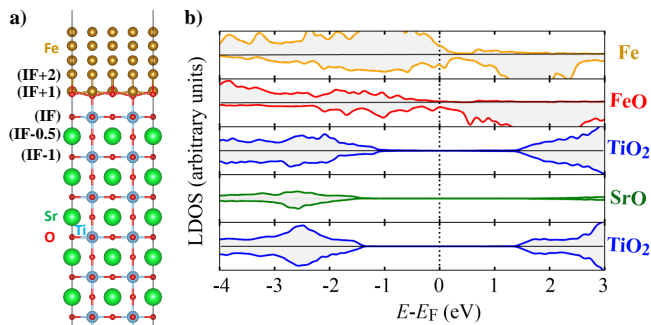 a)
Fe
(IF+2)
(IF+1)
(IF)
(IF-0.5)
(IF-1)
Sr
Ti
O
b)
LDOS (arbitrary units)
Fe
FeO
TiO₂
SrO
TiO₂
-4 -3 -2 -1 0 1 2 3
E-E_F (eV)